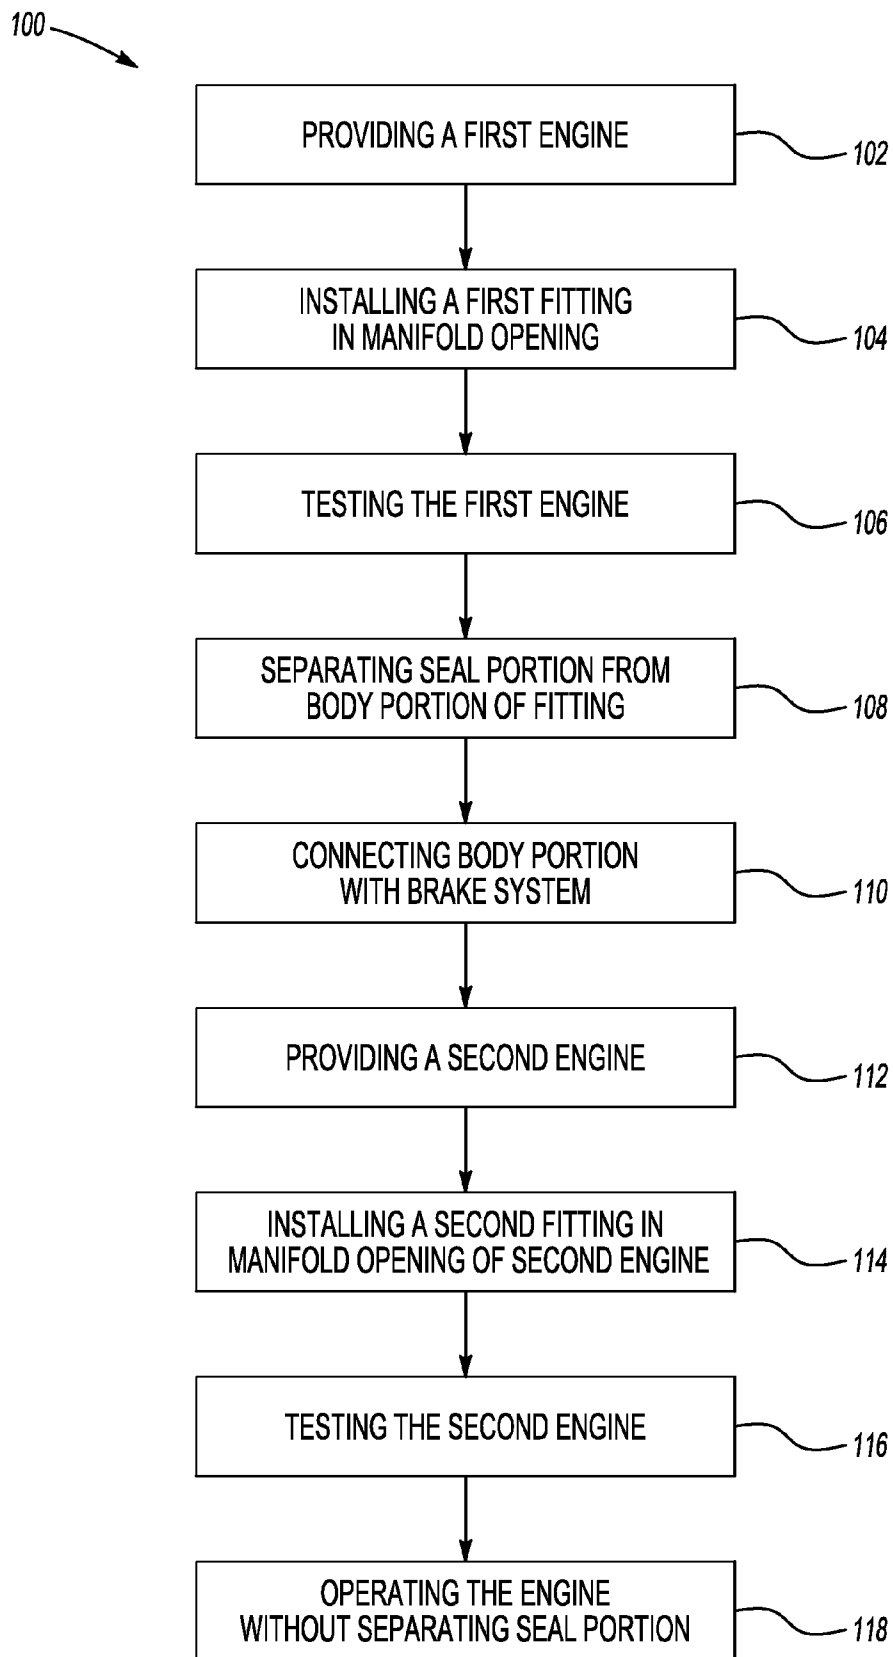 100
PROVIDING A FIRST ENGINE
102
INSTALLING A FIRST FITTING
IN MANIFOLD OPENING
104
TESTING THE FIRST ENGINE
106
SEPARATING SEAL PORTION FROM
BODY PORTION OF FITTING
108
CONNECTING BODY PORTION
WITH BRAKE SYSTEM
110
PROVIDING A SECOND ENGINE
112
INSTALLING A SECOND FITTING IN
MANIFOLD OPENING OF SECOND ENGINE
114
TESTING THE SECOND ENGINE
116
OPERATING THE ENGINE
WITHOUT SEPARATING SEAL PORTION
118